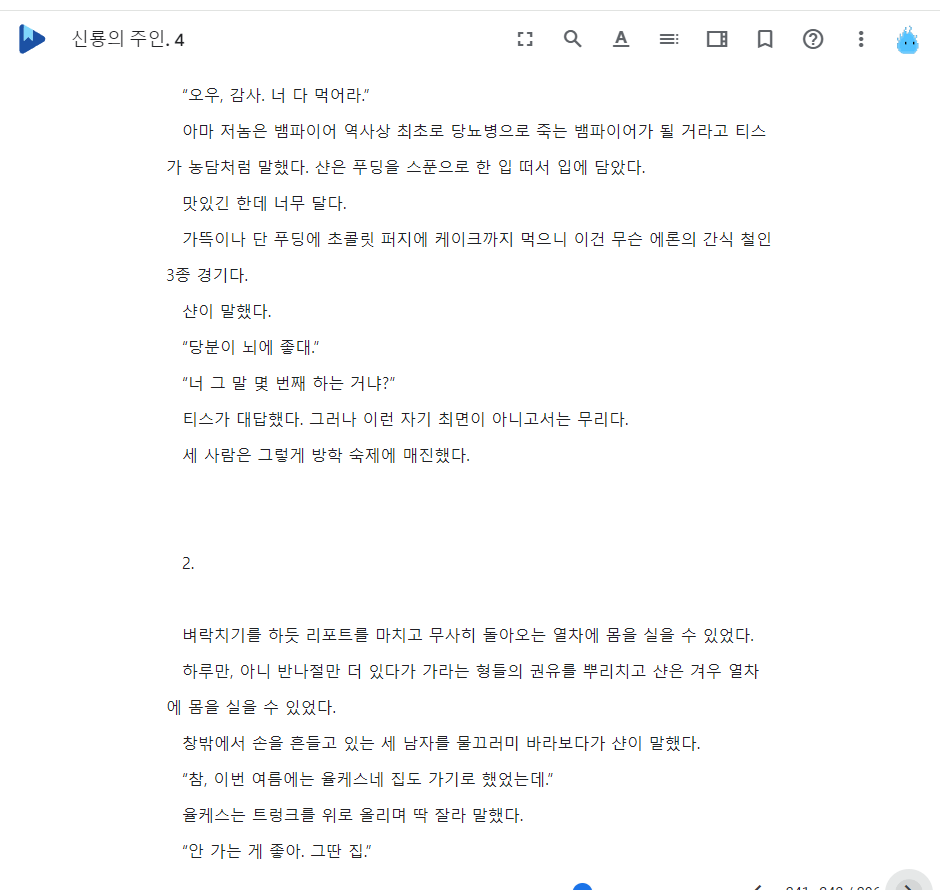 신룡의 주인. 4
“오우, 감사. 너 다 먹어라.”
아마 저놈은 뱀파이어 역사상 최초로 당뇨병으로 죽는 뱀파이어가 될 거라고 티스
가 농담처럼 말했다. 샨은 푸딩을 스푼으로 한 입 떠서 입에 담았다.
맛있긴 한데 너무 달다.
가뜩이나 단 푸딩에 초콜릿 퍼지에 케이크까지 먹으니 이건 무슨 에론의 간식 철인
3종 경기다.
샨이 말했다.
“당분이 뇌에 좋대.”
“너 그 말 몇 번째 하는 거냐?”
티스가 대답했다. 그러나 이런 자기 최면이 아니고서는 무리다.
세 사람은 그렇게 방학 숙제에 매진했다.
2.
벼락치기를 하듯 리포트를 마치고 무사히 돌아오는 열차에 몸을 실을 수 있었다.
하루만, 아니 반나절만 더 있다가 가라는 형들의 권유를 뿌리치고 샨은 겨우 열차
에 몸을 실을 수 있었다.
창밖에서 손을 흔들고 있는 세 남자를 물끄러미 바라보다가 샨이 말했다.
“참, 이번 여름에는 율케스네 집도 가기로 했었는데.”
율케스는 트렁크를 위로 올리며 딱 잘라 말했다.
“안 가는 게 좋아. 그딴 집.”